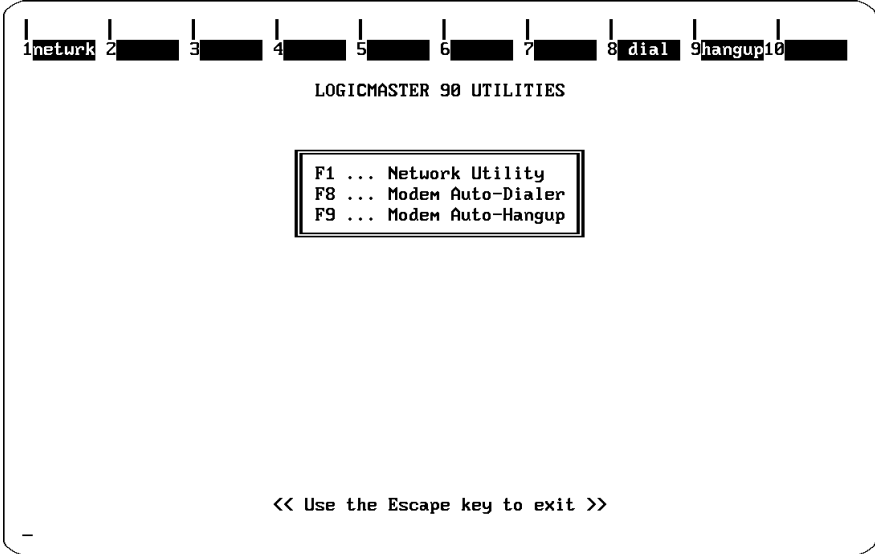 1netwrk 2 3 4 5 6 7 8 dial 9hangup10
LOGICMASTER 90 UTILITIES
F1 ... Network Utility
F8 ... Modem Auto-Dialer
F9 ... Modem Auto-Hangup
<< Use the Escape key to exit >>
_